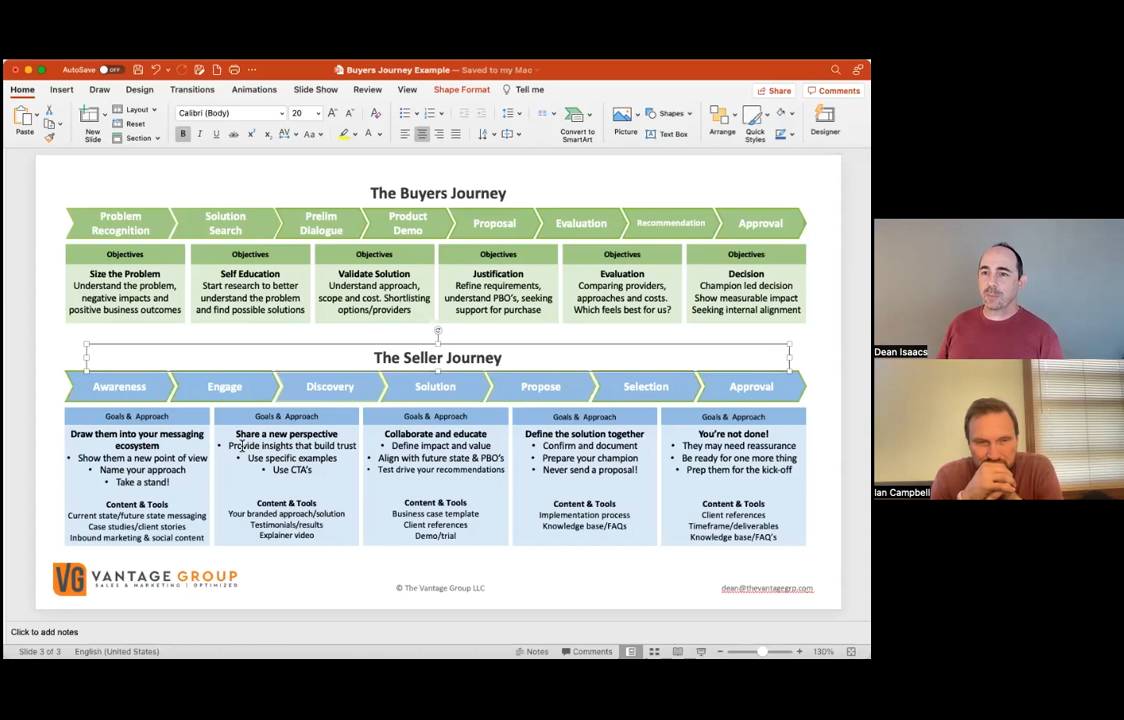 AutoSave OFF
Buyers Journey Example — Saved to my Mac
Home Insert Draw Design Transitions Animations Slide Show Review View Shape Format Tell me
Share Comments
Paste
New
Slide
Layout
Reset
Section
Calibri (Body) 20
Convert to
SmartArt
Picture
Shapes
Text Box
Arrange
Quick
Styles
Designer
The Buyers Journey
Problem
Recognition
Solution
Search
Prelim
Dialogue
Product
Demo
Proposal
Evaluation
Recommendation
Approval
Objectives
Size the Problem
Understand the problem,
negative impacts and
positive business outcomes
Objectives
Self Education
Start research to better
understand the problem
and find possible solutions
Objectives
Validate Solution
Understand approach,
scope and cost. Shortlisting
options/providers
Objectives
Justification
Refine requirements,
understand PBO's, seeking
support for purchase
Objectives
Evaluation
Comparing providers,
approaches and costs.
Which feels best for us?
Objectives
Decision
Champion led decision
Show measurable impact
Seeking internal alignment
The Seller Journey
Awareness
Engage
Discovery
Solution
Propose
Selection
Approval
Goals & Approach
Draw them into your messaging
ecosystem
• Show them a new point of view
• Name your approach
• Take a stand!
Content & Tools
Current state/future state messaging
Case studies/client stories
Inbound marketing & social content
Goals & Approach
Share a new perspective
• Provide insights that build trust
• Use specific examples
• Use CTA's
Content & Tools
Your branded approach/solution
Testimonials/results
Explainer video
Goals & Approach
Collaborate and educate
• Define impact and value
• Align with future state & PBO's
• Test drive your recommendations
Content & Tools
Business case template
Client references
Demo/trial
Goals & Approach
Define the solution together
• Confirm and document
• Prepare your champion
• Never send a proposal!
Content & Tools
Implementation process
Knowledge base/FAQs
Goals & Approach
You're not done!
• They may need reassurance
• Be ready for one more thing
• Prep them for the kick-off
Content & Tools
Client references
Timeframe/deliverables
Knowledge base/FAQ's
VG VANTAGE GROUP
SALES & MARKETING | OPTIMIZED
© The Vantage Group LLC
dean@thevantagegrp.com
Click to add notes
Slide 3 of 3 English (United States)
Notes Comments 130%
Dean Isaacs
Ian Campbell